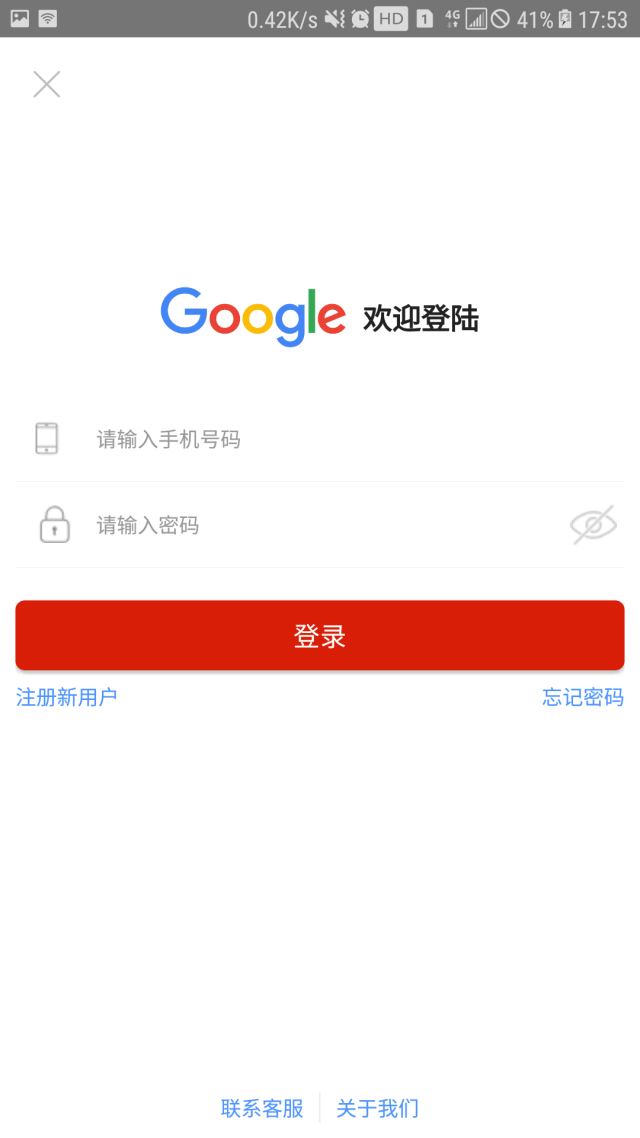 0.42K/s HD 1 4G 41% 17:53
Google 欢迎登陆
请输入手机号码
请输入密码
登录
注册新用户 忘记密码
联系客服 关于我们